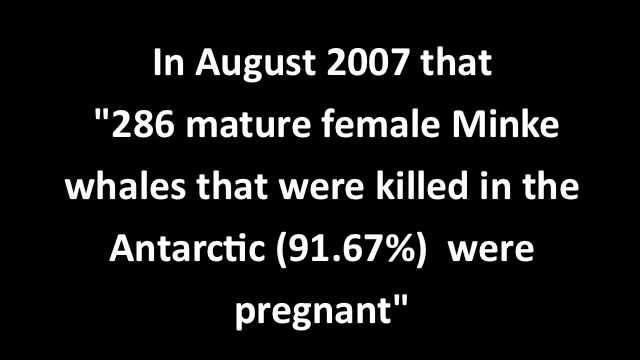 In August 2007 that
"286 mature female Minke
whales that were killed in the
Antarctic (91.67%)  were
pregnant"